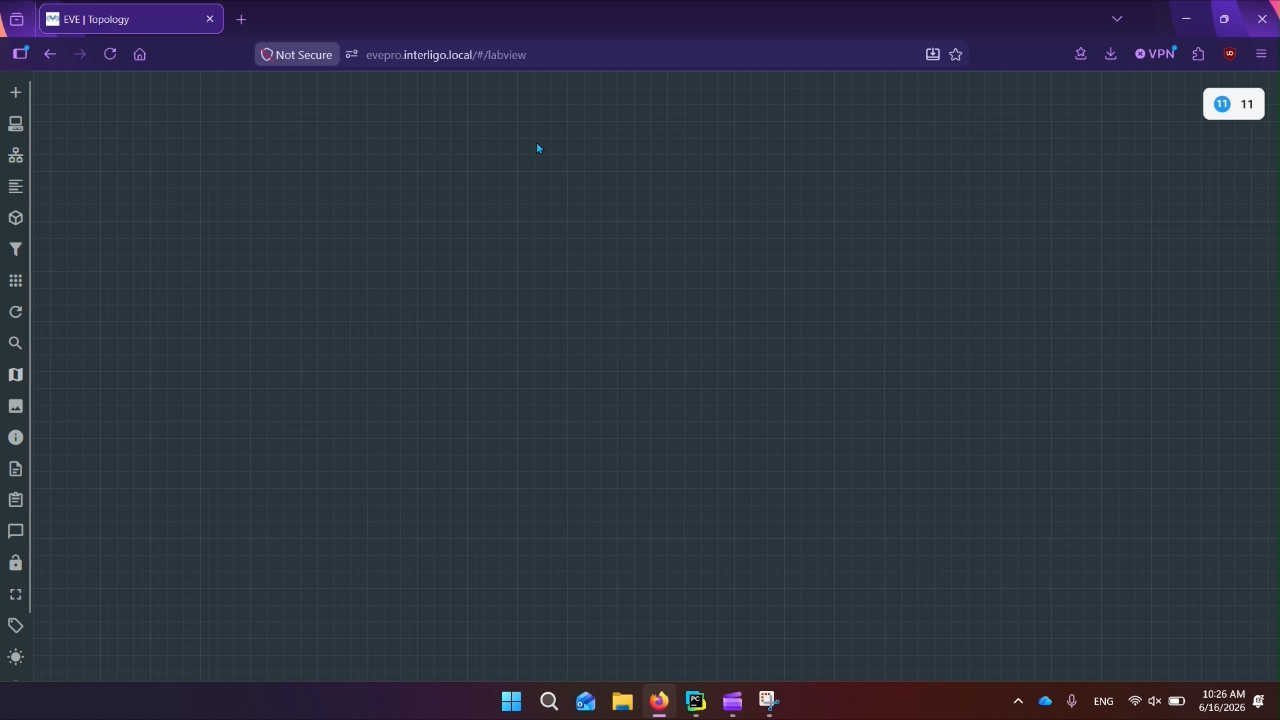 EVE | Topology
Not Secure
evepro.interligo.local/#/labview
VPN
11 11
ENG
10:26 AM
6/16/2026